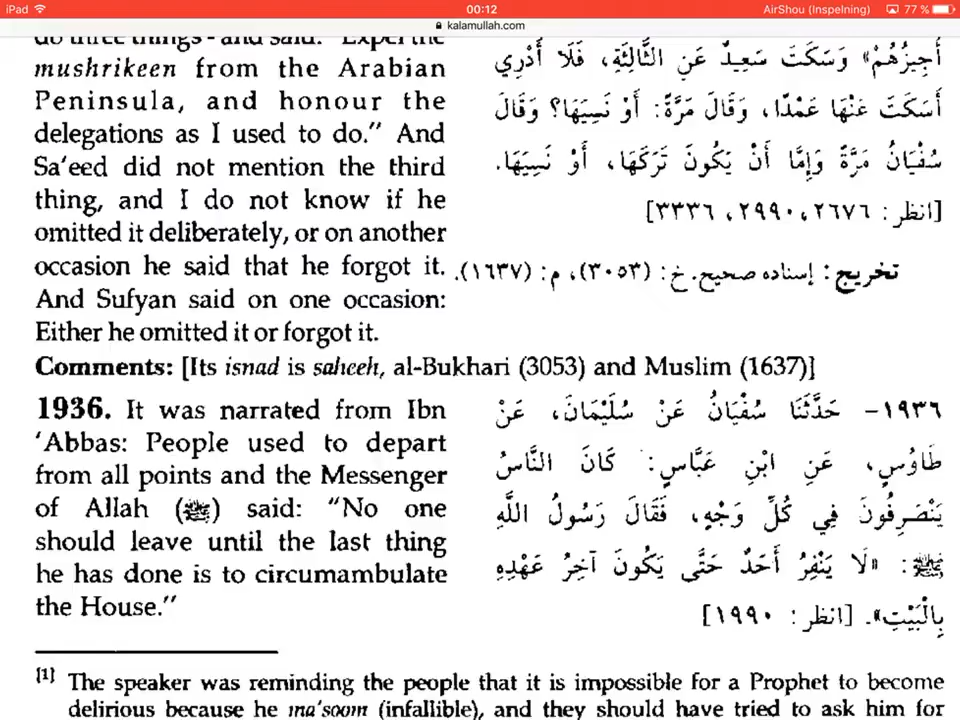 iPad 00:12 AirShou (Inspelning) 77 %
kalamullah.com
do three things - and said: "Expel the
mushrikeen from the Arabian
Peninsula, and honour the
delegations as I used to do." And
Sa'eed did not mention the third
thing, and I do not know if he
omitted it deliberately, or on another
occasion he said that he forgot it.
And Sufyan said on one occasion:
Either he omitted it or forgot it.
أُجِيزُهُمْ» وَسَكَتَ سَعِيدٌ عَنِ الثَّالِثَةِ، فَلَا أَدْرِي
أَسَكَتَ عَنْهَا عَمْدًا، وَقَالَ مَرَّةً: أَوْ نَسِيَهَا؟ وَقَالَ
سُفْيَانُ مَرَّةً وَإِمَّا أَنْ يَكُونَ تَرَكَهَا، أَوْ نَسِيَهَا.
[انظر: ٢٦٧٦، ٢٩٩٠، ٣٣٣٦]
تخريج: إسناده صحيح. خ: (٣٠٥٣)، م: (١٦٣٧).
Comments: [Its isnad is saheeh, al-Bukhari (3053) and Muslim (1637)]
1936. It was narrated from Ibn
'Abbas: People used to depart
from all points and the Messenger
of Allah (ﷺ) said: "No one
should leave until the last thing
he has done is to circumambulate
the House."
١٩٣٦- حَدَّثَنَا سُفْيَانُ عَنْ سُلَيْمَانَ، عَنْ
طَاوُسٍ، عَنِ ابْنِ عَبَّاسٍ: كَانَ النَّاسُ
يَنْصَرِفُونَ فِي كُلِّ وَجْهٍ، فَقَالَ رَسُولُ اللَّهِ
ﷺ: «لَا يَنْفِرُ أَحَدٌ حَتَّى يَكُونَ آخِرُ عَهْدِهِ
بِالْبَيْتِ». [انظر: ١٩٩٠]
[1] The speaker was reminding the people that it is impossible for a Prophet to become
delirious because he ma'soom (infallible), and they should have tried to ask him for